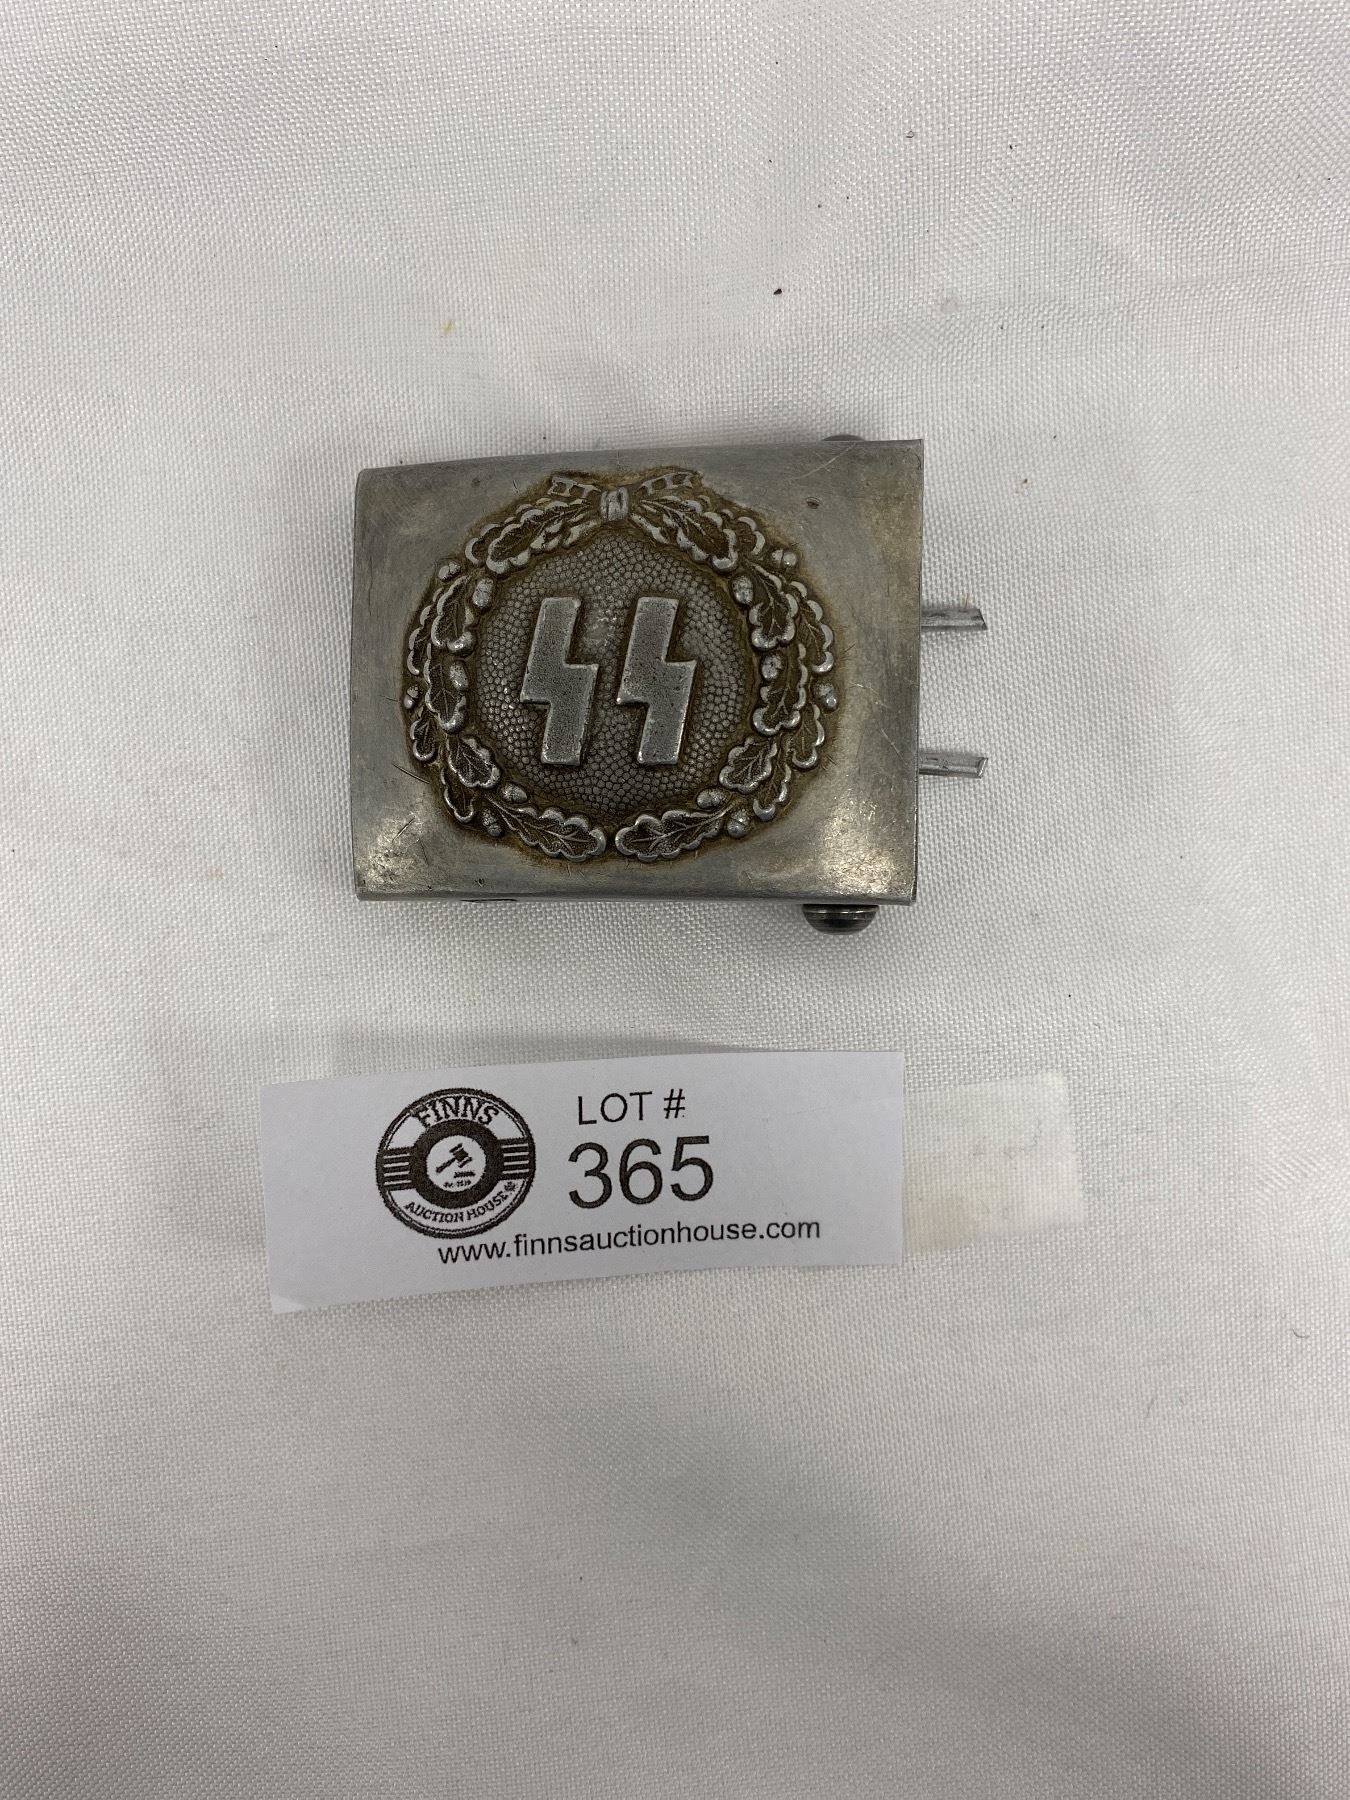 SS
FINNS
AUCTION HOUSE
LOT #
365
www.finnsauctionhouse.com